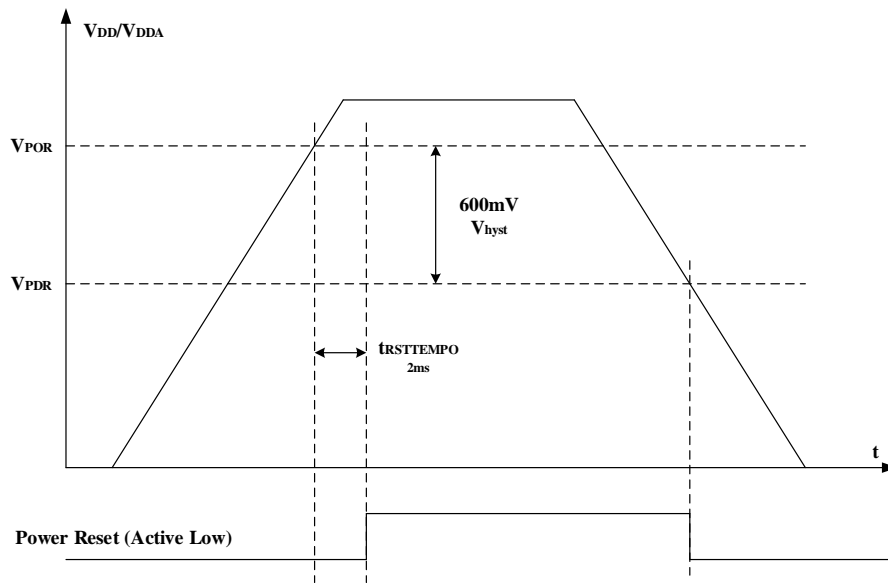 VDD/VDDA
VPOR
600mV
Vhyst
VPDR
tRSTTEMPO
2ms
t
Power Reset (Active Low)